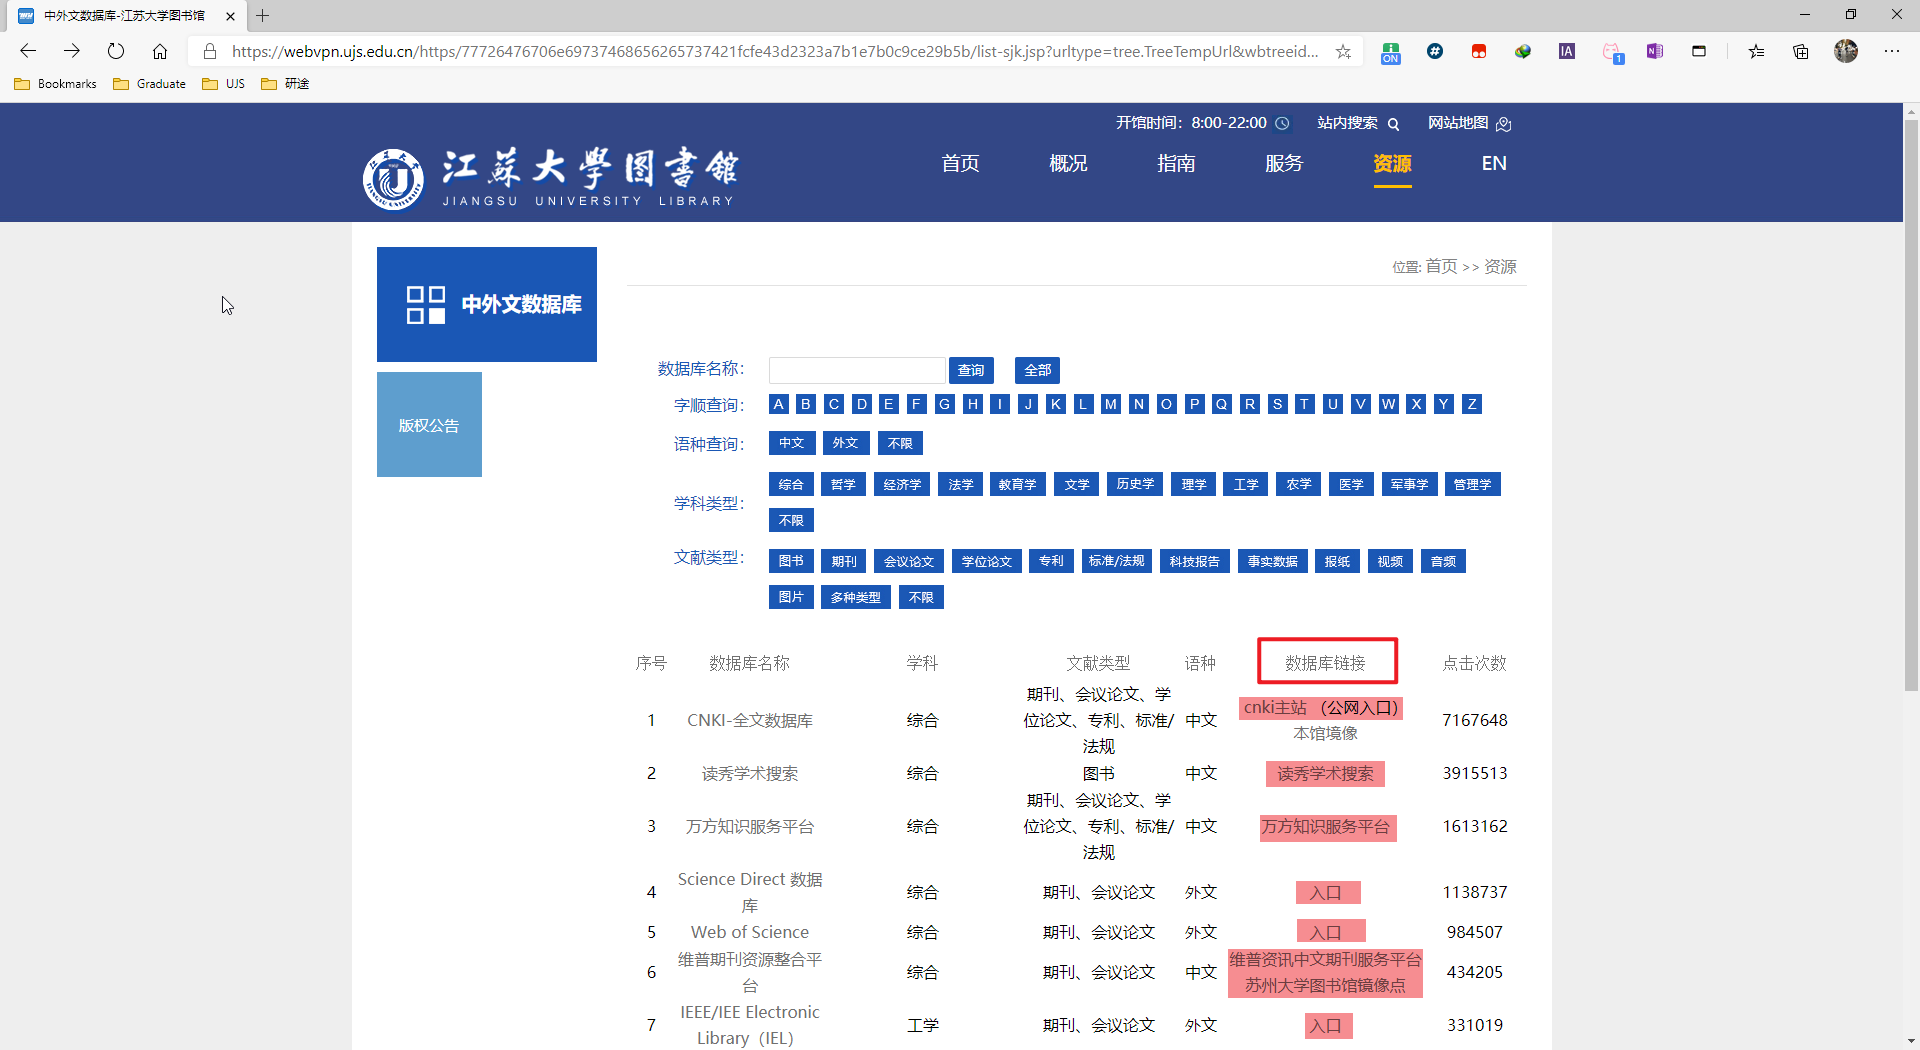 中外文数据库-江苏大学图书馆
https://webvpn.ujs.edu.cn/https/77726476706e69737468656265737421fcfe43d2323a7b1e7b0c9ce29b5b/list-sjk.jsp?urltype=tree.TreeTempUrl&wbtreeid...
ON
IA
1
Bookmarks Graduate UJS 研途
开馆时间：8:00-22:00 站内搜索 网站地图
江苏大學图書館
JIANGSU UNIVERSITY LIBRARY
首页 概况 指南 服务 资源 EN
中外文数据库
版权公告
位置: 首页 >> 资源
数据库名称： 查询 全部
字顺查询： A B C D E F G H I J K L M N O P Q R S T U V W X Y Z
语种查询： 中文 外文 不限
学科类型： 综合 哲学 经济学 法学 教育学 文学 历史学 理学 工学 农学 医学 军事学 管理学
不限
文献类型： 图书 期刊 会议论文 学位论文 专利 标准/法规 科技报告 事实数据 报纸 视频 音频
图片 多种类型 不限
序号 数据库名称 学科 文献类型 语种 数据库链接 点击次数
期刊、会议论文、学
1 CNKI-全文数据库 综合 位论文、专利、标准/ 中文 cnki主站 （公网入口） 7167648
法规 本馆境像
2 读秀学术搜索 综合 图书 中文 读秀学术搜索 3915513
期刊、会议论文、学
3 万方知识服务平台 综合 位论文、专利、标准/ 中文 万方知识服务平台 1613162
法规
Science Direct 数据
4 综合 期刊、会议论文 外文 入口 1138737
库
5 Web of Science 综合 期刊、会议论文 外文 入口 984507
维普期刊资源整合平 维普资讯中文期刊服务平台
6 综合 期刊、会议论文 中文 434205
台 苏州大学图书馆镜像点
IEEE/IEE Electronic
7 工学 期刊、会议论文 外文 入口 331019
Library（IEL）